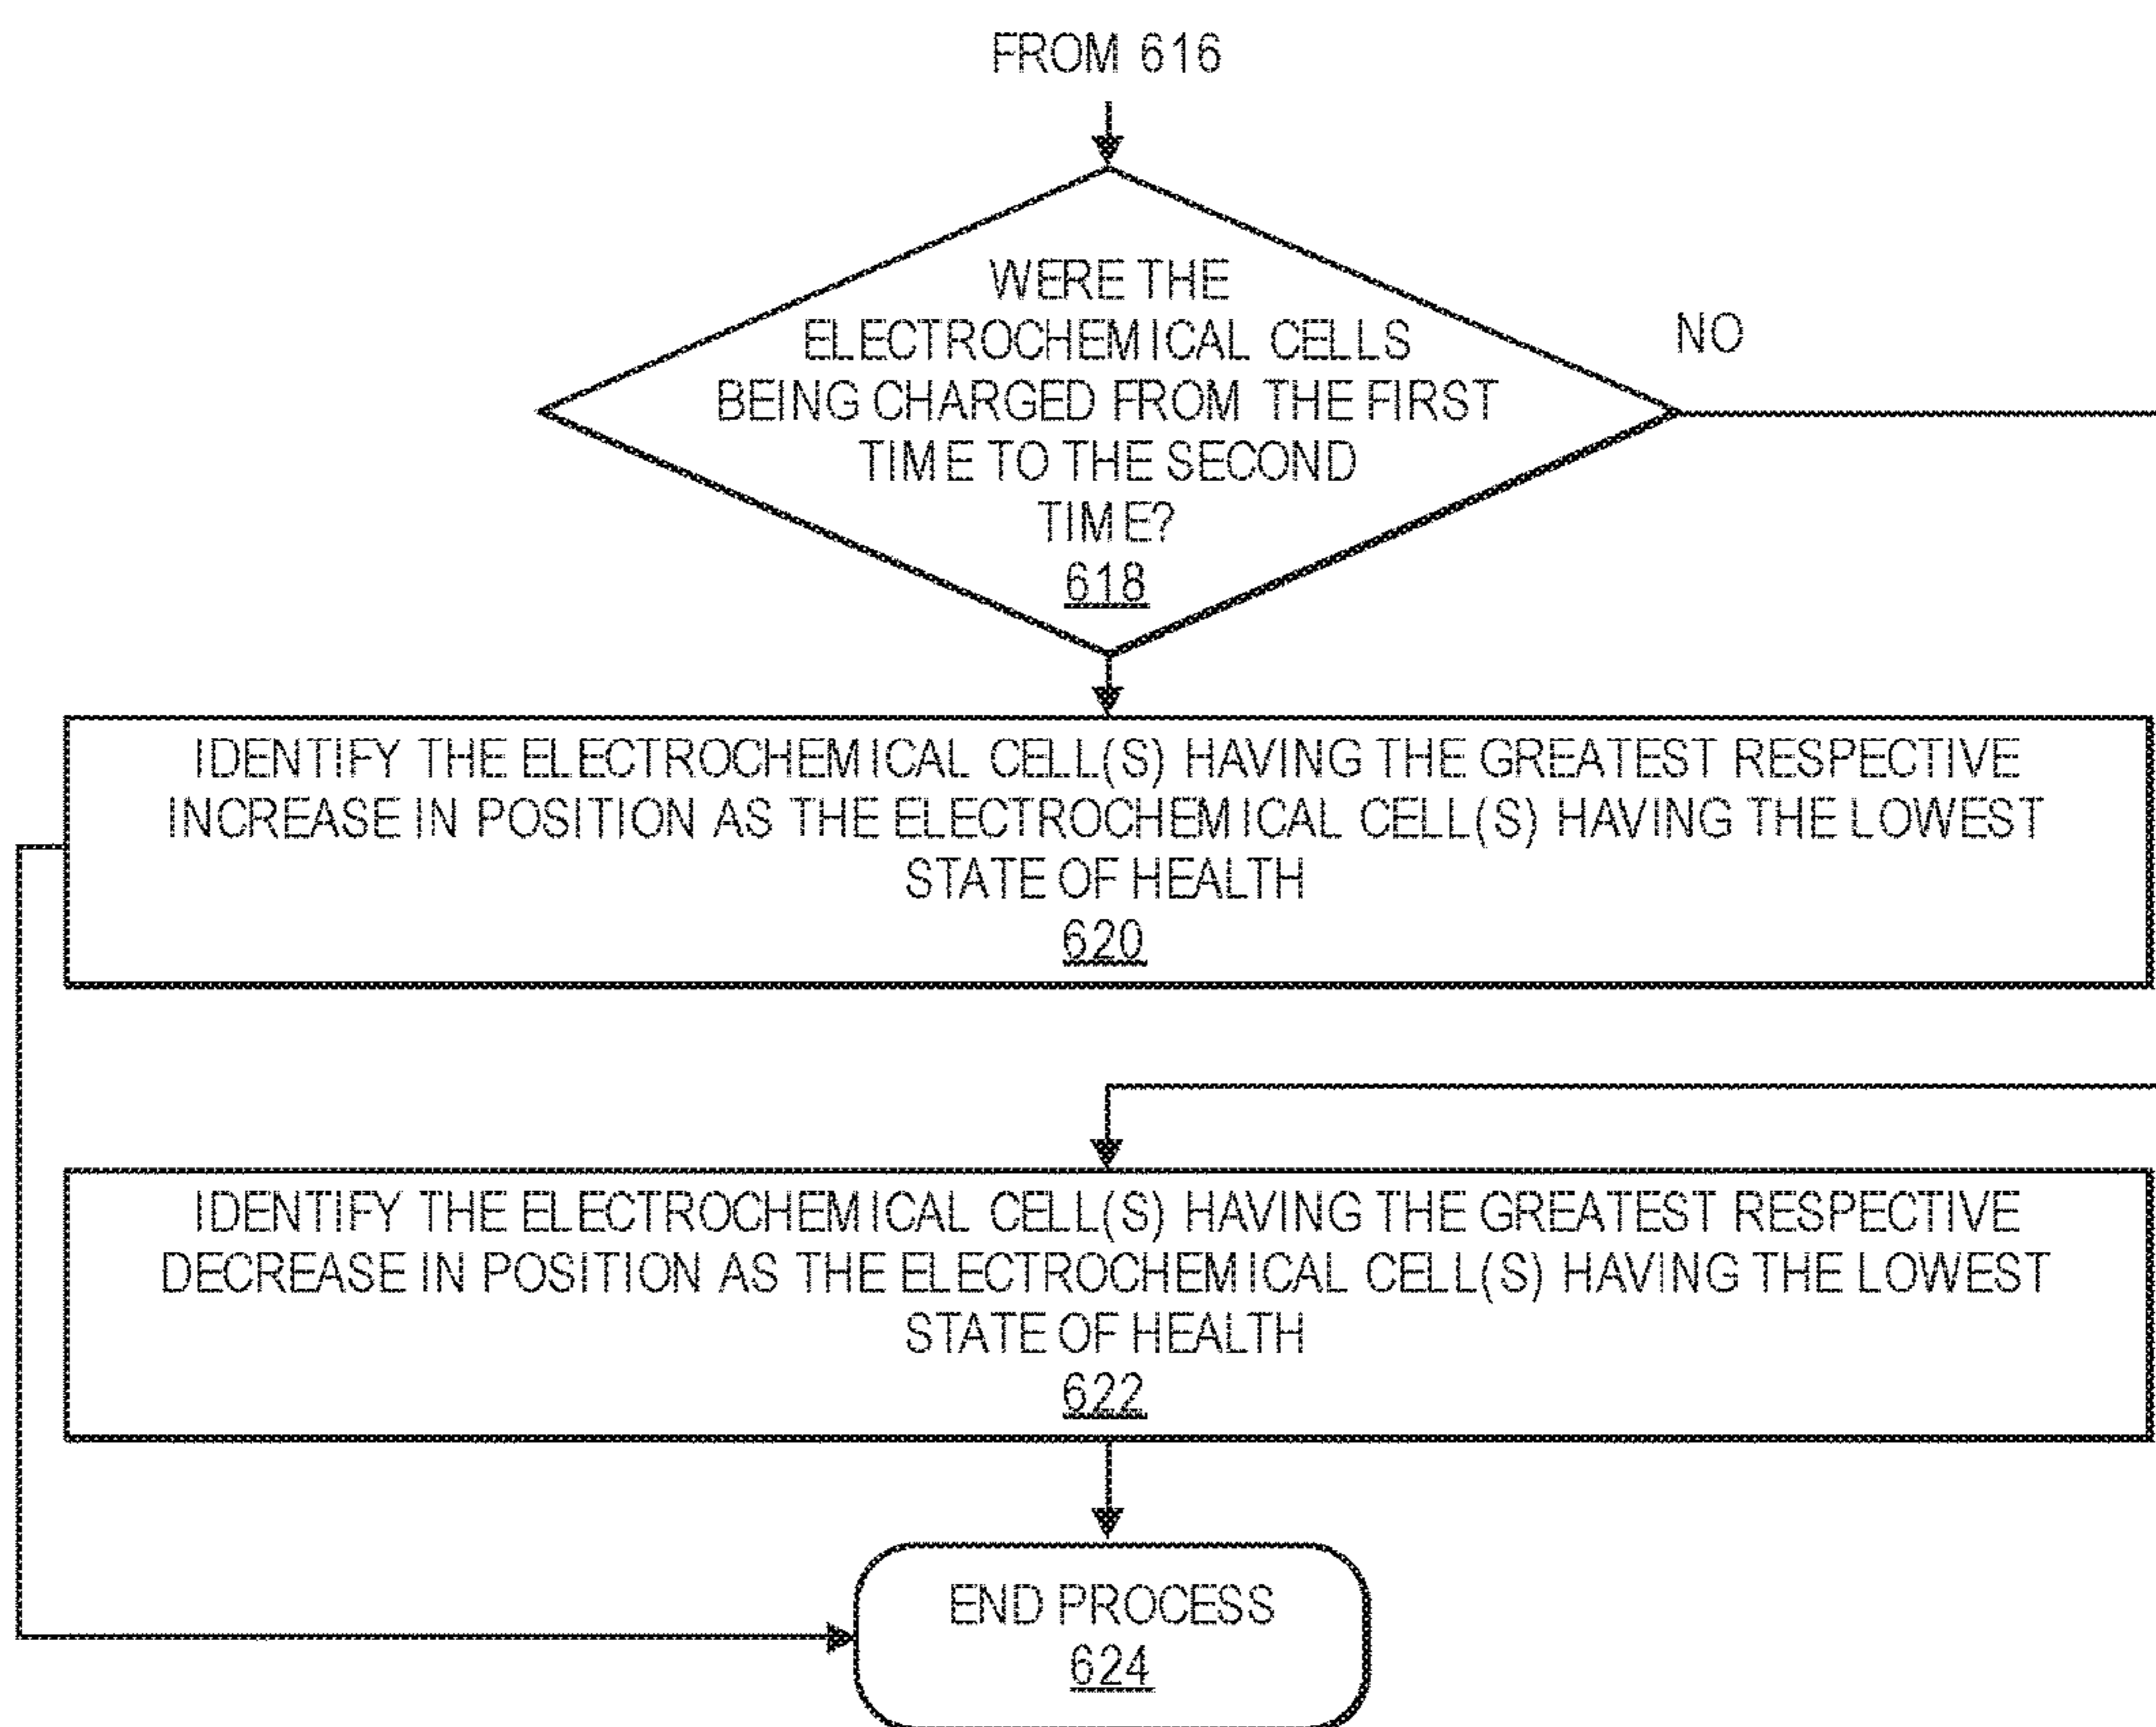 FROM 616
WERE THE
ELECTROCHEMICAL CELLS
NO
BEING CHARGED FROM THE FIRST
TIME TO THE SECOND
TIME?
618
IDENTIFY THE ELECTROCHEMICAL CELL(S) HAVING THE GREATEST RESPECTIVE
INCREASE IN POSITION AS THE ELECTROCHEMICAL CELL(S) HAVING THE LOWEST
STATE OF HEALTH
620
IDENTIFY THE ELECTROCHEMICAL CELL(S) HAVING THE GREATEST RESPECTIVE
DECREASE IN POSITION AS THE ELECTROCHEMICAL CELL(S) HAVING THE LOWEST
STATE OF HEALTH
622
END PROCESS
624